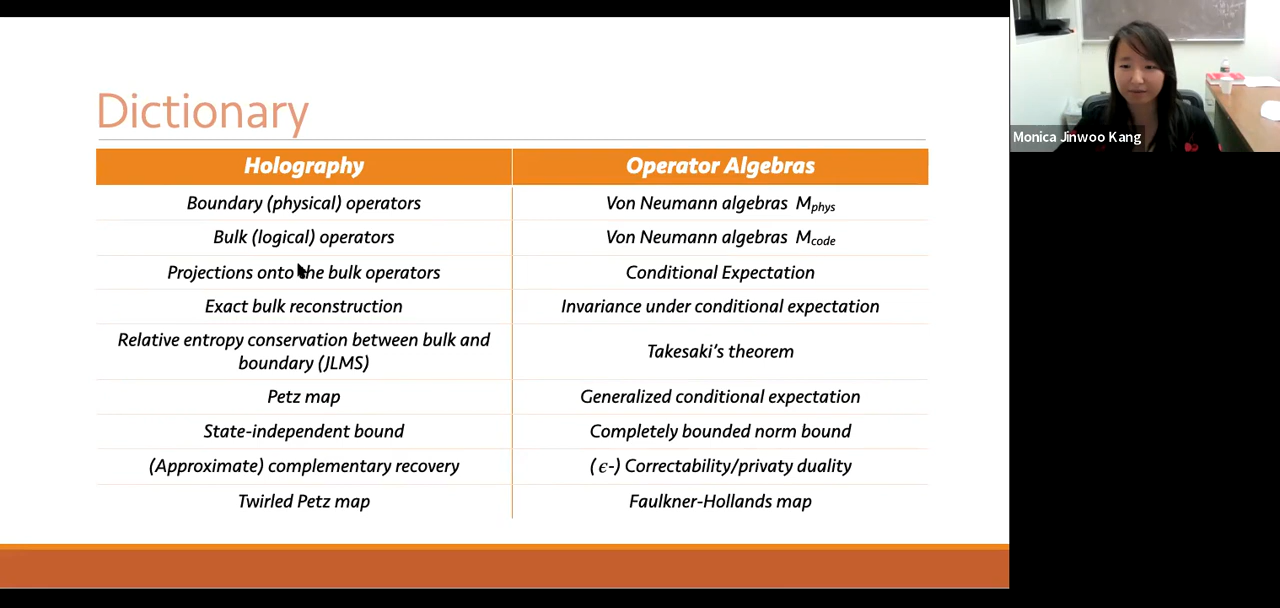 Dictionary
Holography Operator Algebras
Boundary (physical) operators Von Neumann algebras Mphys
Bulk (logical) operators Von Neumann algebras Mcode
Projections onto the bulk operators Conditional Expectation
Exact bulk reconstruction Invariance under conditional expectation
Relative entropy conservation between bulk and
boundary (JLMS) Takesaki's theorem
Petz map Generalized conditional expectation
State-independent bound Completely bounded norm bound
(Approximate) complementary recovery (ϵ-) Correctability/privaty duality
Twirled Petz map Faulkner-Hollands map
Monica Jinwoo Kang